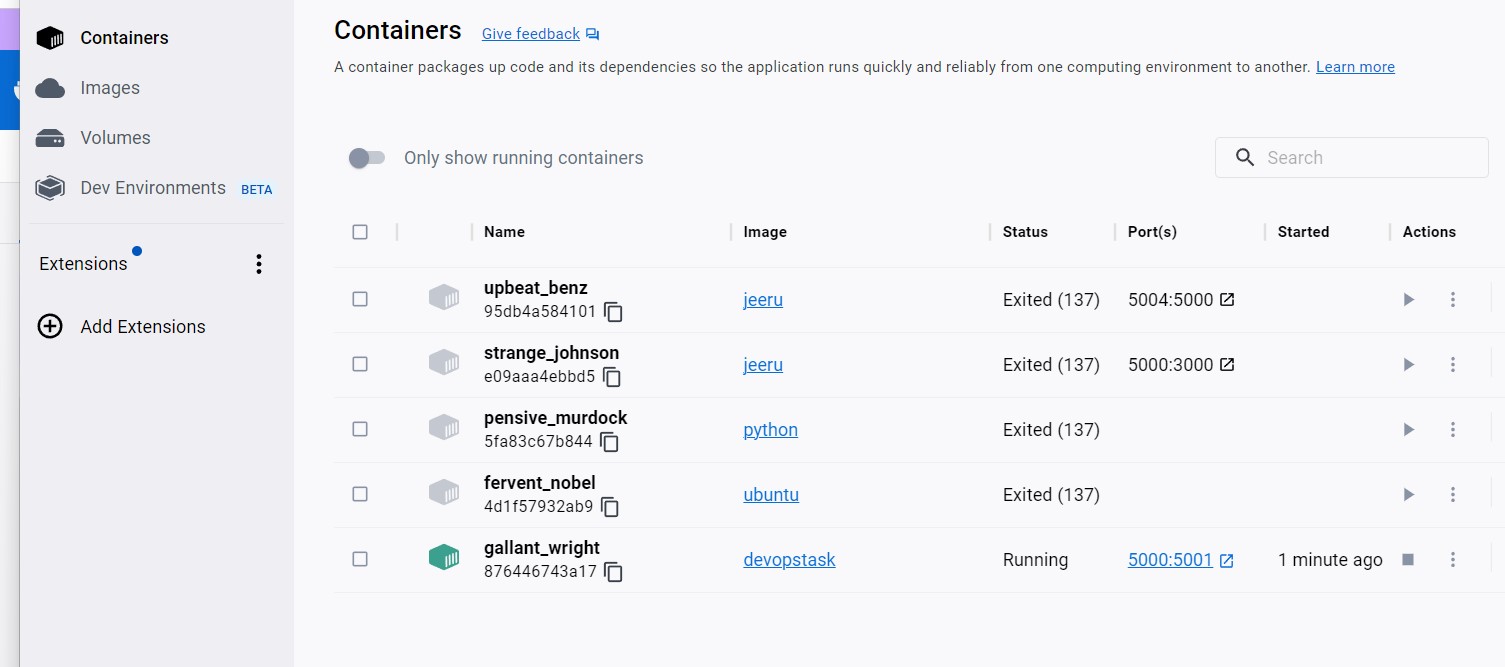 Containers
Images
Volumes
Dev Environments BETA
Extensions
Add Extensions
Containers Give feedback
A container packages up code and its dependencies so the application runs quickly and reliably from one computing environment to another. Learn more
Only show running containers
Search
Name Image Status Port(s) Started Actions
upbeat_benz
95db4a584101 jeeru Exited (137) 5004:5000
strange_johnson
e09aaa4ebbd5 jeeru Exited (137) 5000:3000
pensive_murdock
5fa83c67b844 python Exited (137)
fervent_nobel
4d1f57932ab9 ubuntu Exited (137)
gallant_wright
876446743a17 devopstask Running 5000:5001 1 minute ago